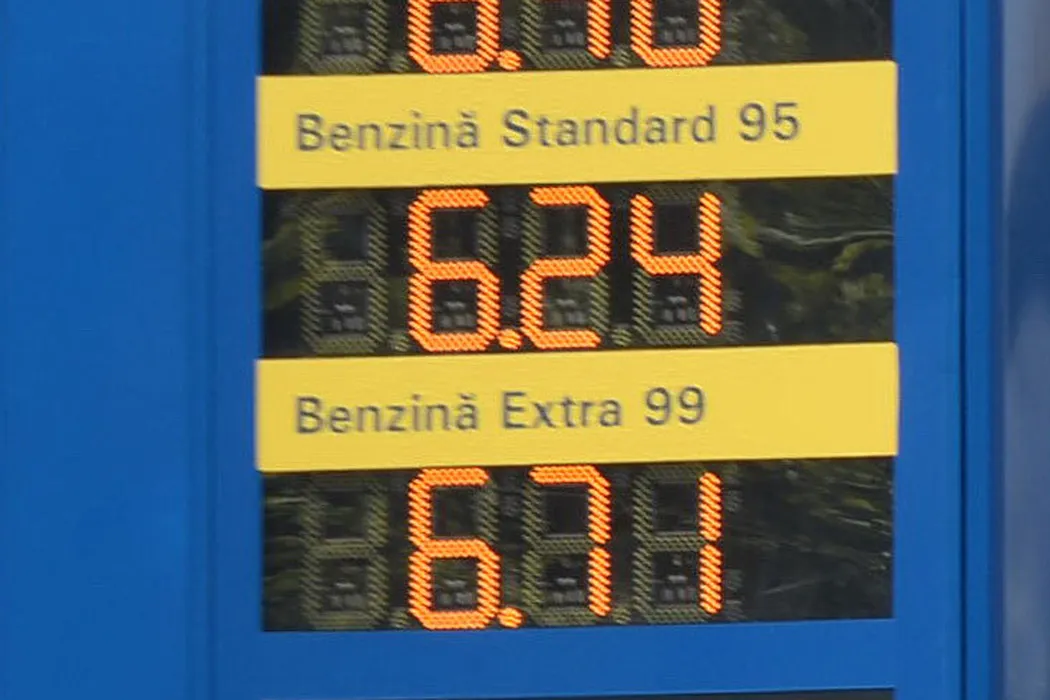 Benzină Standard 95
6.24
Benzină Extra 99
6.71